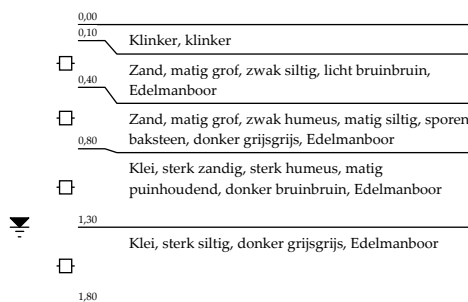 0,00
0,10
Klinker, klinker
Zand, matig grof, zwak siltig, licht bruinbruin,
0,40
Edelmanboor
Zand, matig grof, zwak humeus, matig siltig, sporen
baksteen, donker grijsgrijs, Edelmanboor
0,80
Klei, sterk zandig, sterk humeus, matig
puinhoudend, donker bruinbruin, Edelmanboor
1,30
Klei, sterk siltig, donker grijsgrijs, Edelmanboor
1,80